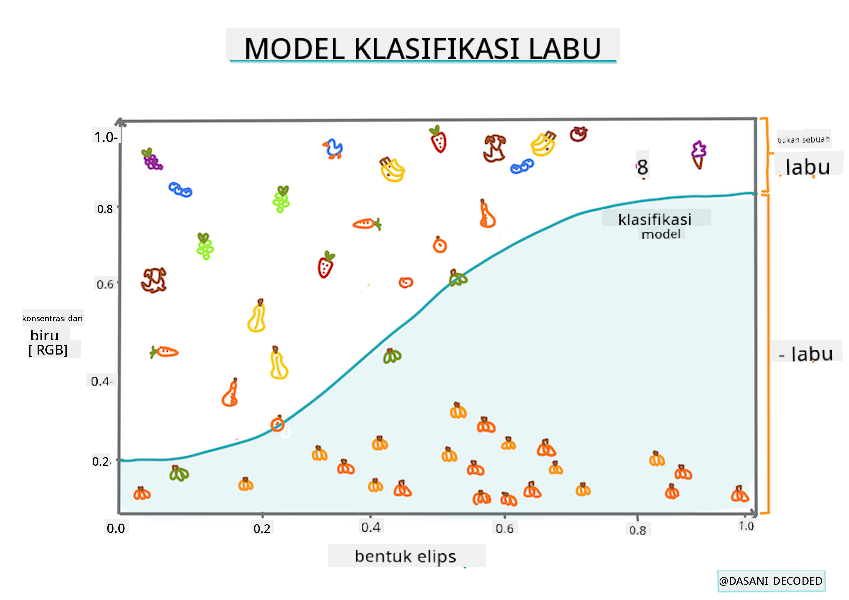 MODEL KLASIFIKASI LABU
1.0-
bukan sebuah
labu
8
0.8
klasifikasi
model
0.6
konsentrasi dari
biru
[ RGB]
- labu
0.4-
0.2-
0.0
0.2
0.4
0.6
0.8
1.0
bentuk elips
@DASANI DECODED